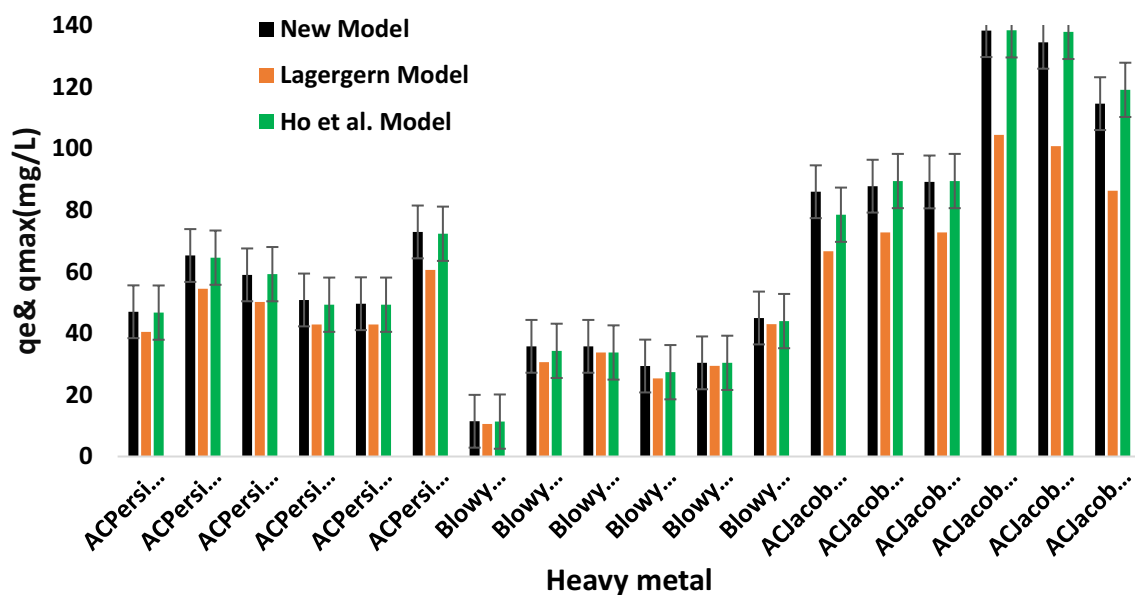 140
120
100
80
60
40
20
0
qe& qmax(mg/L)
New Model
Lagergern Model
Ho et al. Model
ACPersi...
ACPersi...
ACPersi...
ACPersi...
ACPersi...
ACPersi...
Blowy...
Blowy...
Blowy...
Blowy...
Blowy...
Blowy...
ACJacob...
ACJacob...
ACJacob...
ACJacob...
ACJacob...
ACJacob...
Heavy metal